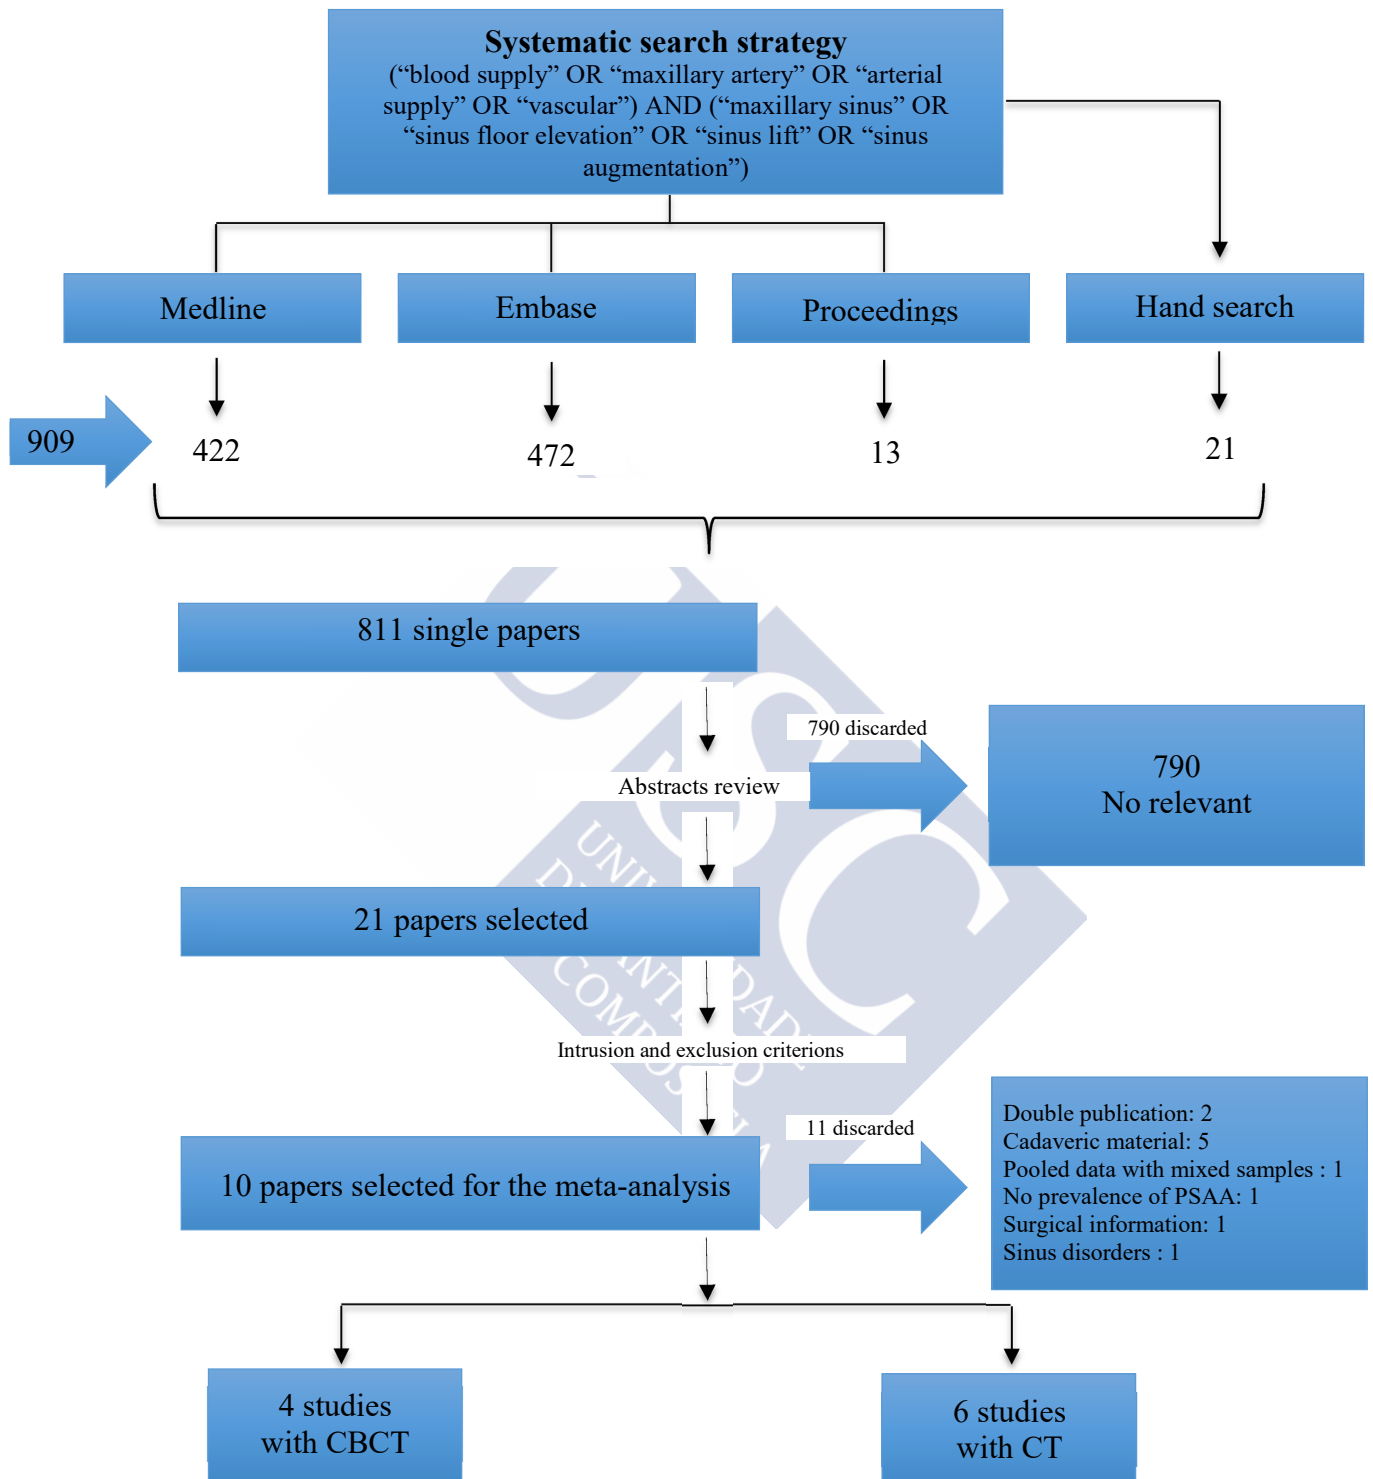 Systematic search strategy
(“blood supply” OR “maxillary artery” OR “arterial
supply” OR “vascular”) AND (“maxillary sinus” OR
“sinus floor elevation” OR “sinus lift” OR “sinus
augmentation”)
Medline
Embase
Proceedings
Hand search
909
422
472
13
21
811 single papers
790 discarded
Abstracts review
790
No relevant
21 papers selected
Intrusion and exclusion criterions
11 discarded
10 papers selected for the meta-analysis
Double publication: 2
Cadaveric material: 5
Pooled data with mixed samples : 1
No prevalence of PSAA: 1
Surgical information: 1
Sinus disorders : 1
4 studies
with CBCT
6 studies
with CT
USC